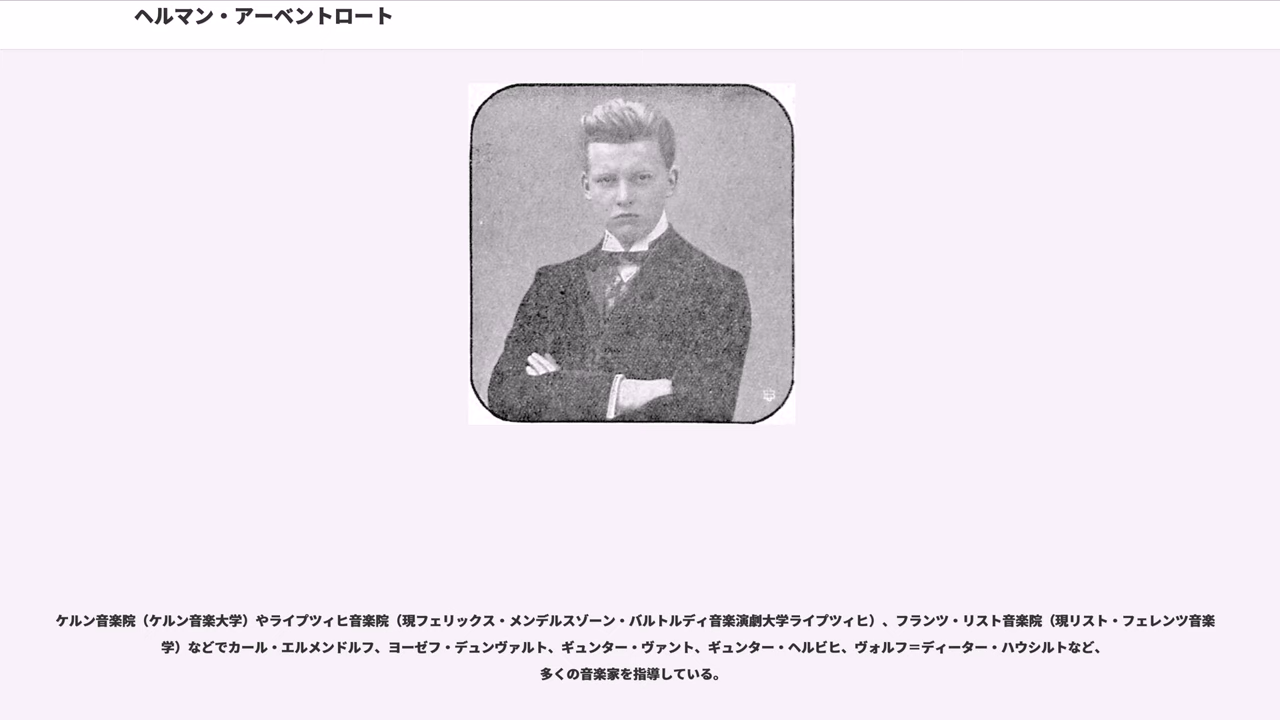 ヘルマン・アーベントロート
ケルン音楽院（ケルン音楽大学）やライプツィヒ音楽院（現フェリックス・メンデルスゾーン・バルトルディ音楽演劇大学ライプツィヒ）、フランツ・リスト音楽院（現リスト・フェレンツ音楽
学）などでカール・エルメンドルフ、ヨーゼフ・デュンヴァルト、ギュンター・ヴァント、ギュンター・ヘルビヒ、ヴォルフ＝ディーター・ハウシルトなど、
多くの音楽家を指導している。